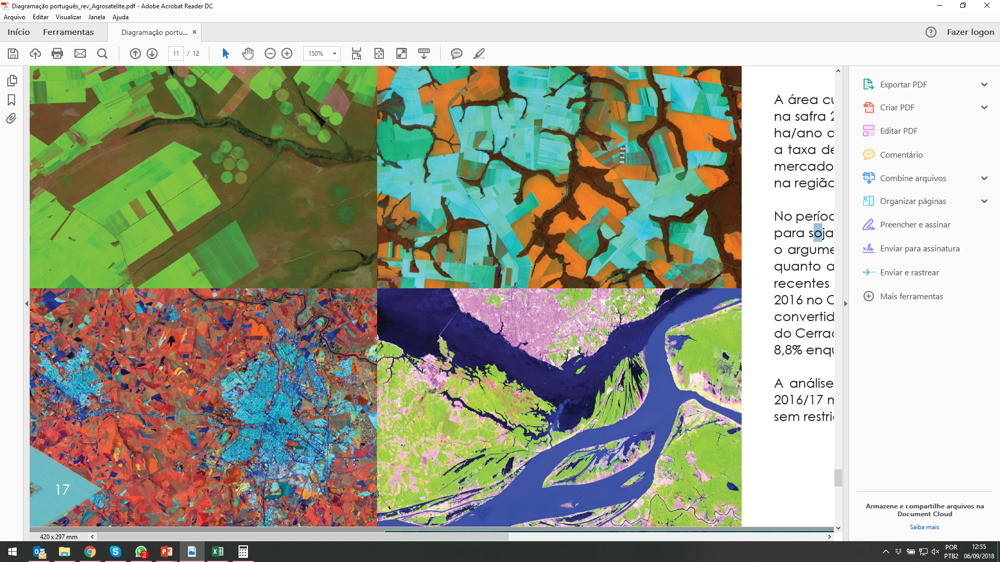 Diagramação português_rev_Agrosatelite.pdf - Adobe Acrobat Reader DC
Arquivo Editar Visualizar Janela Ajuda
Início Ferramentas Diagramação portu... × Fazer logon
11 / 12 150%
A área cu
na safra 2
ha/ano c
a taxa de
mercado
na região
No períoc
para soja
o argume
quanto a
recentes
2016 no C
convertid
do Cerrac
8,8% enqu
A análise
2016/17 m
sem restric
17
Exportar PDF
Criar PDF
Editar PDF
Comentário
Combine arquivos
Organizar páginas
Preencher e assinar
Enviar para assinatura
Enviar e rastrear
Mais ferramentas
Armazene e compartilhe arquivos na
Document Cloud
Saiba mais
420 x 297 mm
2
POR
PTB2
12:55
06/09/2018